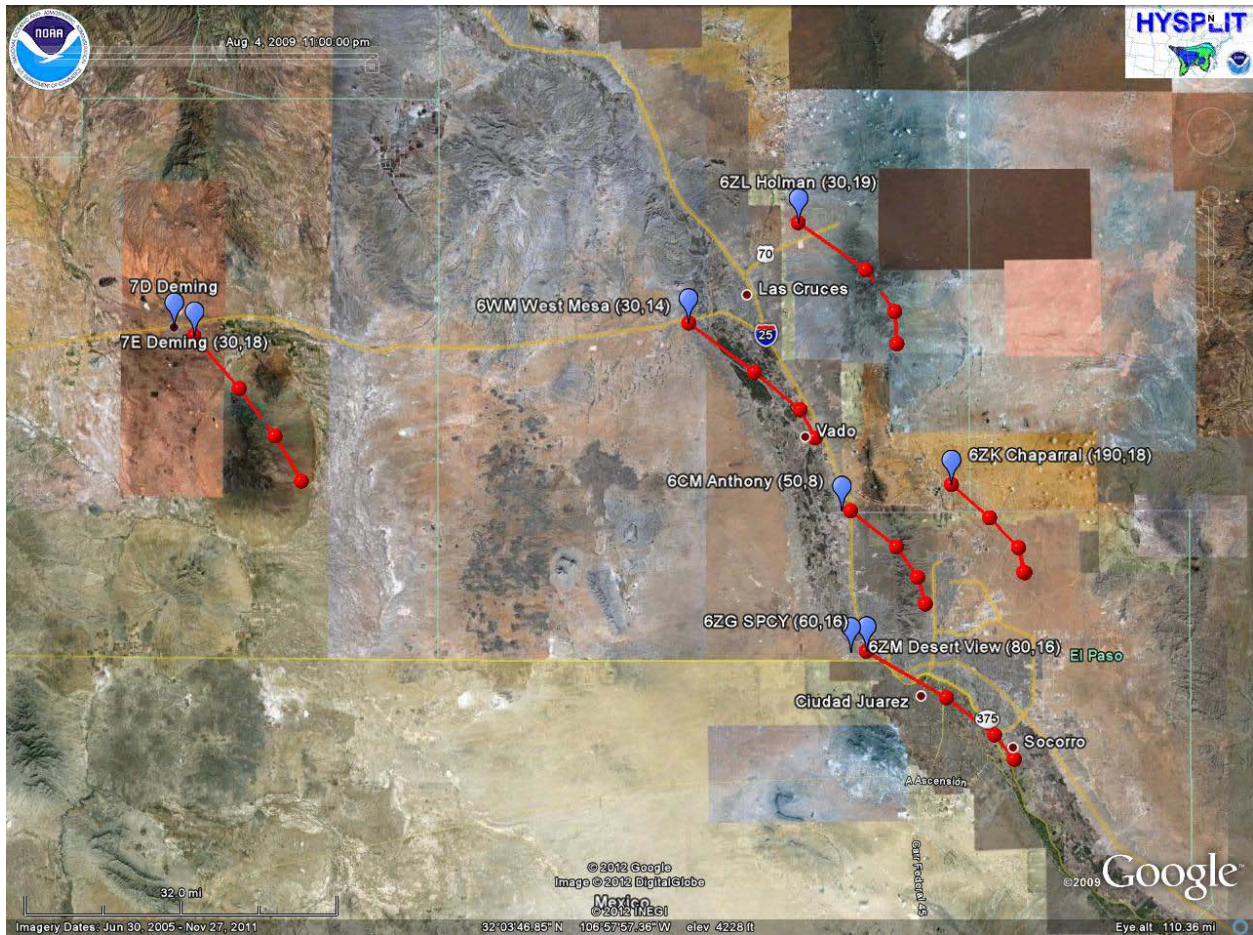 NOAA
Aug. 4, 2009 11:00:00 pm
N
HYSPLIT
6ZL Holman (30,19)
70
7D Deming
Las Cruces
6WM West Mesa (30,14)
7E Deming (30,18)
25
Vado
6ZK Chaparral (190,18)
6CM Anthony (50,8)
6ZG SPCY (60,16)
6ZM Desert View (80,16)
El Paso
Ciudad Juarez
375
Socorro
A Ascensión
Carr Federal 45
© 2012 Google
Image © 2012 DigitalGlobe
Mexico
© 2012 INEGI
©2009 Google
32.0 mi
Imagery Dates: Jun 30, 2005 - Nov 27, 2011
32°03'46.85" N 106°57'57.36" W elev 4228 ft
Eye alt 110.36 mi